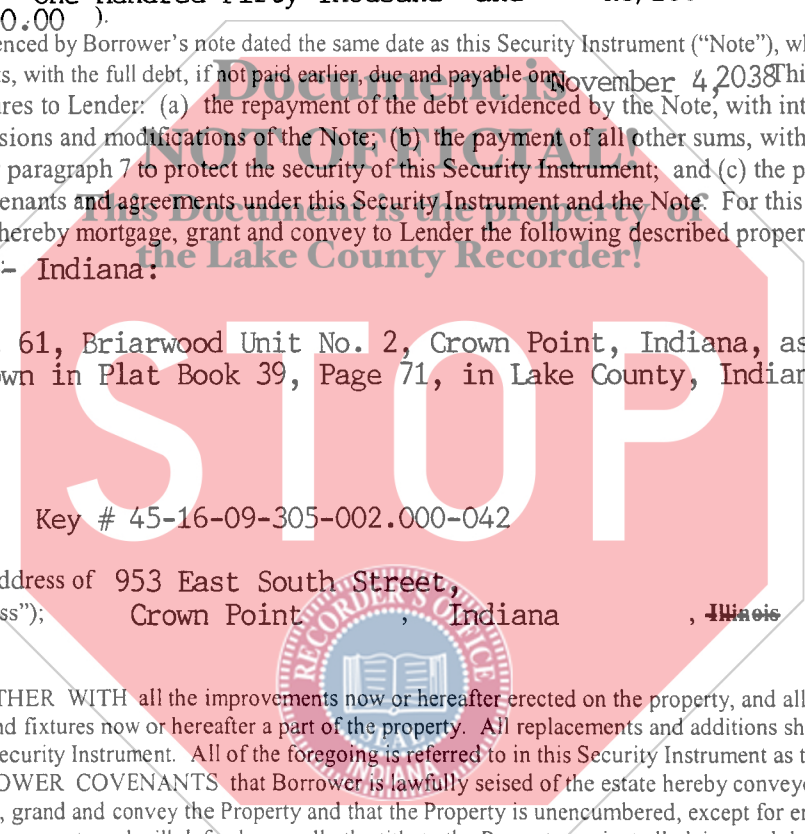 One Hundred Fifty Thousand and
0.00 ).
enced by Borrower's note dated the same date as this Security Instrument ("Note"), wh
ts, with the full debt, if not paid earlier, due and payable on November 4, 2038 Thi
Document is
ures to Lender: (a) the repayment of the debt evidenced by the Note, with int
sions and modifications of the Note; (b) the payment of all other sums, with
NOT OFFICIAL!
paragraph 7 to protect the security of this Security Instrument; and (c) the p
enants and agreements under this Security Instrument and the Note. For this
This Document is the property of
hereby mortgage, grant and convey to Lender the following described proper
the Lake County Recorder!
Indiana:
61, Briarwood Unit No. 2, Crown Point, Indiana, as
own in Plat Book 39, Page 71, in Lake County, Indian
STOP
Key # 45-16-09-305-002.000-042
ddress of 953 East South Street,
ss"); Crown Point , Indiana , Illinois
RECORDER'S OFFICE
THER WITH all the improvements now or hereafter erected on the property, and all
nd fixtures now or hereafter a part of the property. All replacements and additions sh
SEAL
ecurity Instrument. All of the foregoing is referred to in this Security Instrument as t
INDIANA
OWER COVENANTS that Borrower is lawfully seised of the estate hereby conveye
, grand and convey the Property and that the Property is unencumbered, except for en